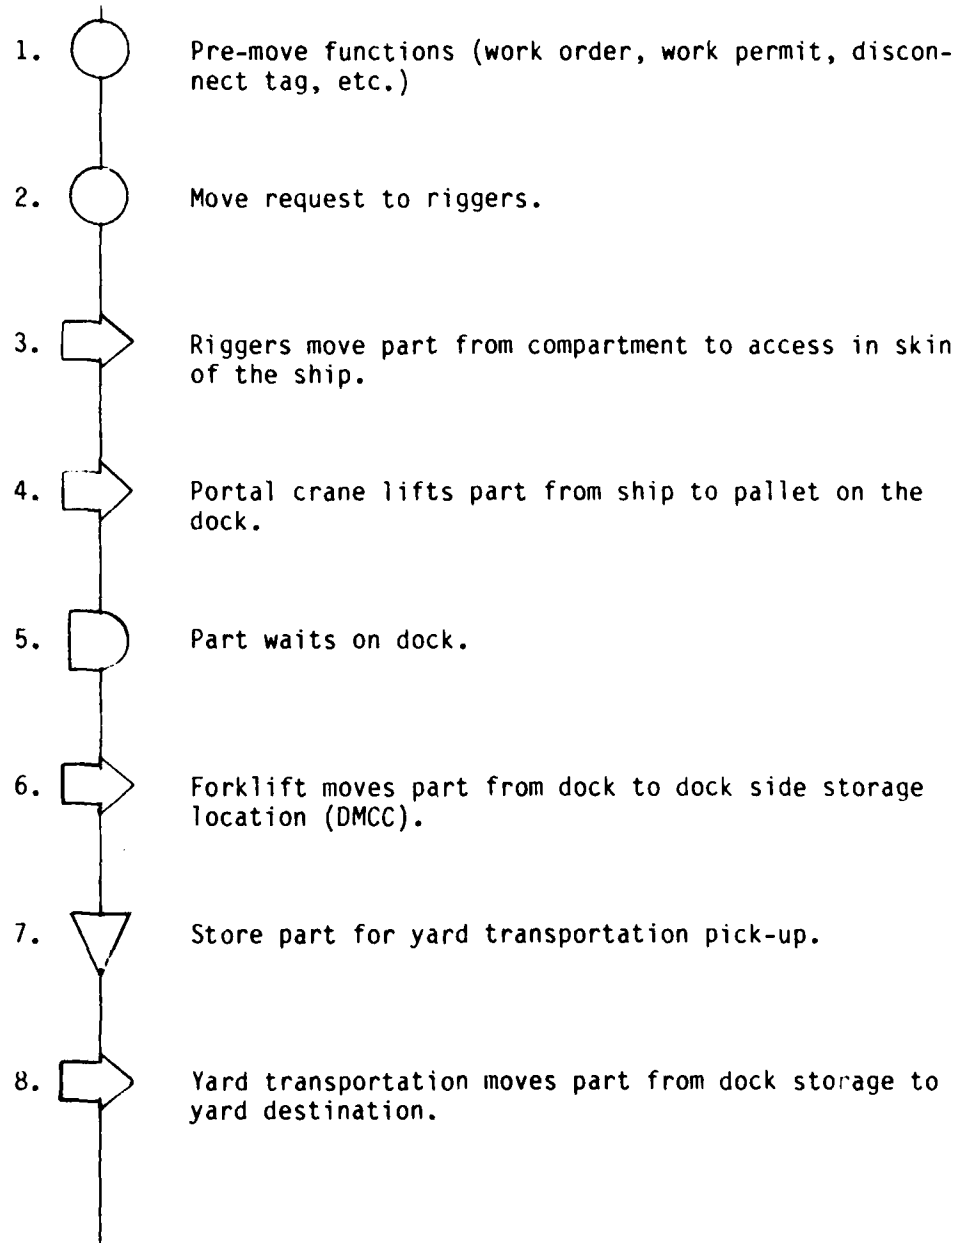 1. Pre-move functions (work order, work permit, discon-
nect tag, etc.)
2. Move request to riggers.
3. Riggers move part from compartment to access in skin
of the ship.
4. Portal crane lifts part from ship to pallet on the
dock.
5. Part waits on dock.
6. Forklift moves part from dock to dock side storage
location (DMCC).
7. Store part for yard transportation pick-up.
8. Yard transportation moves part from dock storage to
yard destination.